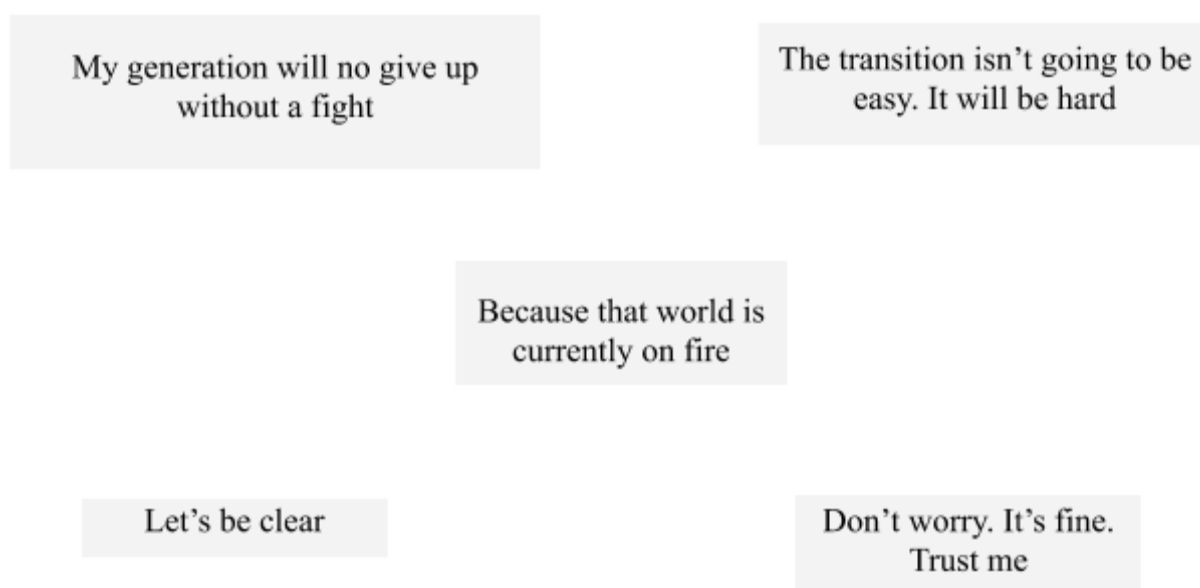 My generation will no give up
without a fight
The transition isn’t going to be
easy. It will be hard
Because that world is
currently on fire
Let’s be clear
Don’t worry. It’s fine.
Trust me